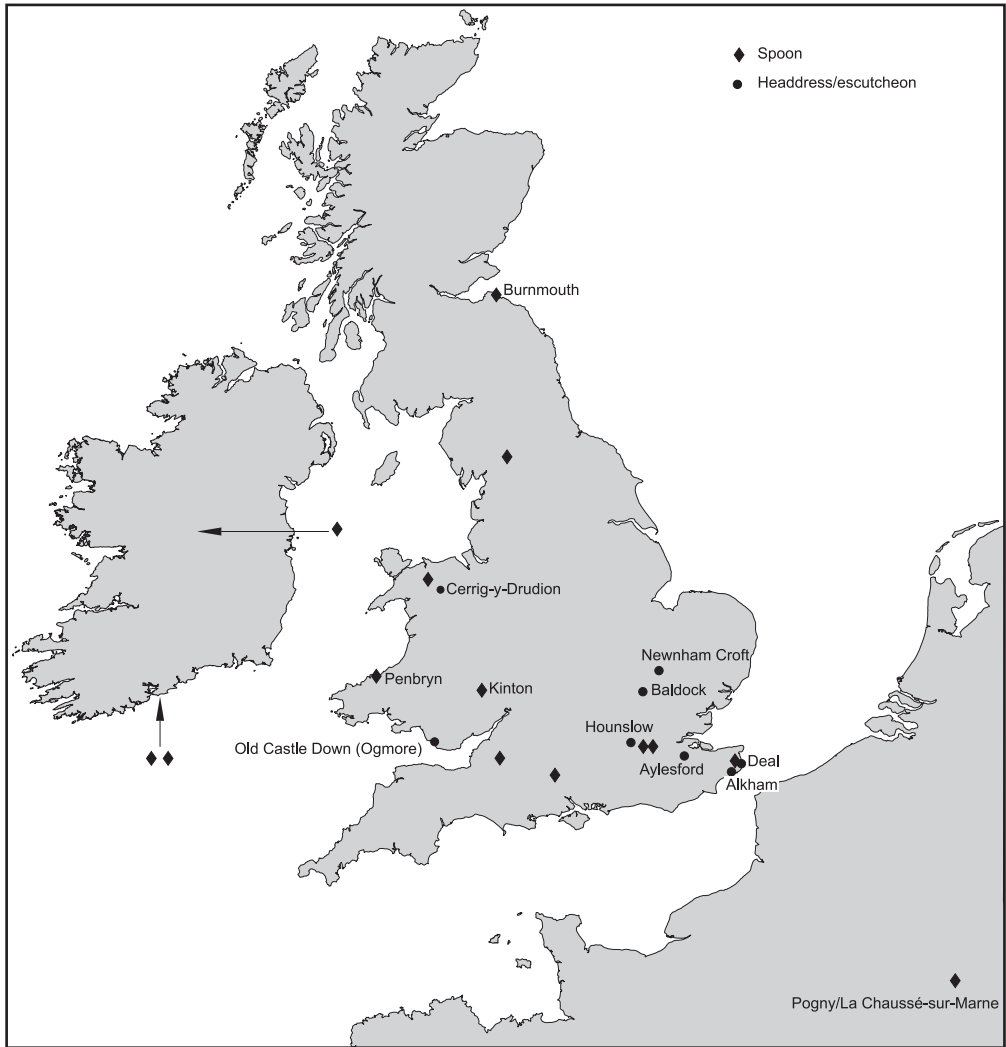 Spoon
Headdress/escutcheon
Burnmouth
Cerrig-y-Drudion
Newnham Croft
Penbryn
Kinton
Baldock
Hounslow
Old Castle Down (Ogmore)
Aylesford
Deal
Alkham
Pogny/La Chaussé-sur-Marne